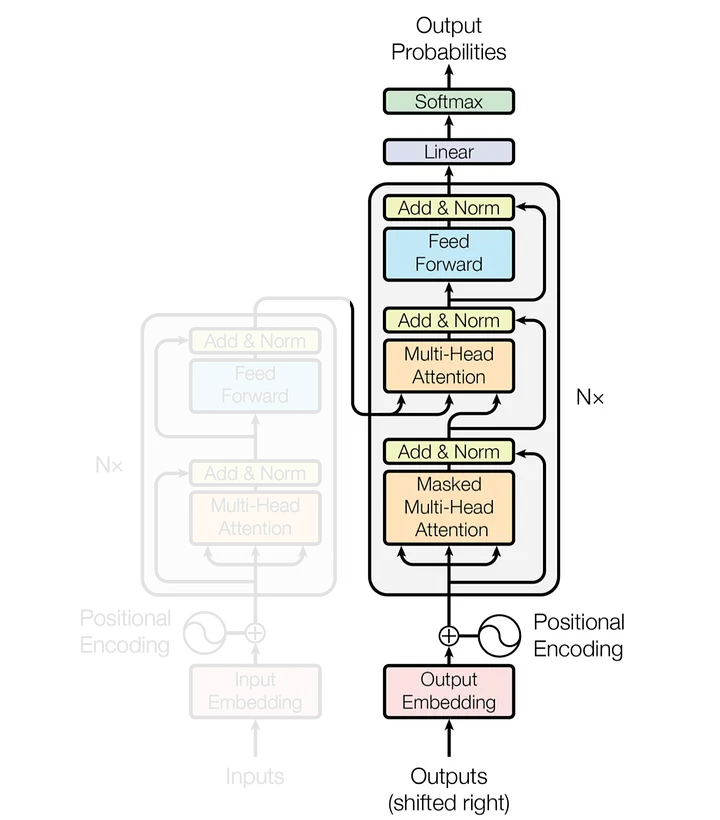 Output
Probabilities
Softmax
Linear
Add & Norm
Feed
Forward
Add & Norm
Multi-Head
Attention
N×
Add & Norm
Masked
Multi-Head
Attention
Positional
Encoding
Output
Embedding
Outputs
(shifted right)
Add & Norm
Feed
Forward
N×
Add & Norm
Multi-Head
Attention
Positional
Encoding
Input
Embedding
Inputs